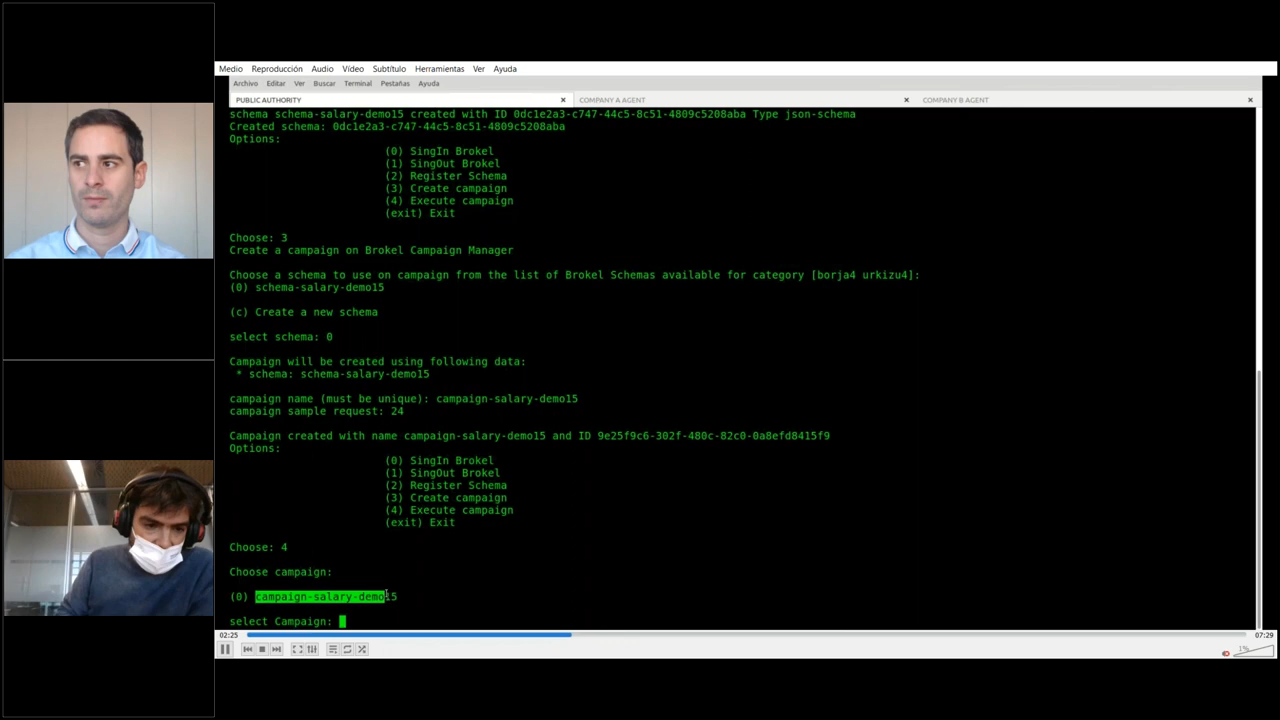 Medio Reproducción Audio Vídeo Subtítulo Herramientas Ver Ayuda
Archivo Editar Ver Buscar Terminal Pestañas Ayuda
PUBLIC AUTHORITY COMPANY A AGENT COMPANY B AGENT
schema schema-salary-demo15 created with ID 0dc1e2a3-c747-44c5-8c51-4809c5208aba Type json-schema
Created schema: 0dc1e2a3-c747-44c5-8c51-4809c5208aba
Options:
(0) SingIn Brokel
(1) SingOut Brokel
(2) Register Schema
(3) Create campaign
(4) Execute campaign
(exit) Exit
Choose: 3
Create a campaign on Brokel Campaign Manager
Choose a schema to use on campaign from the list of Brokel Schemas available for category [borja4 urkizu4]:
(0) schema-salary-demo15
(c) Create a new schema
select schema: 0
Campaign will be created using following data:
* schema: schema-salary-demo15
campaign name (must be unique): campaign-salary-demo15
campaign sample request: 24
Campaign created with name campaign-salary-demo15 and ID 9e25f9c6-302f-480c-82c0-0a8efd8415f9
Options:
(0) SingIn Brokel
(1) SingOut Brokel
(2) Register Schema
(3) Create campaign
(4) Execute campaign
(exit) Exit
Choose: 4
Choose campaign:
(0) campaign-salary-demo15
select Campaign:
02:25 07:29
1%